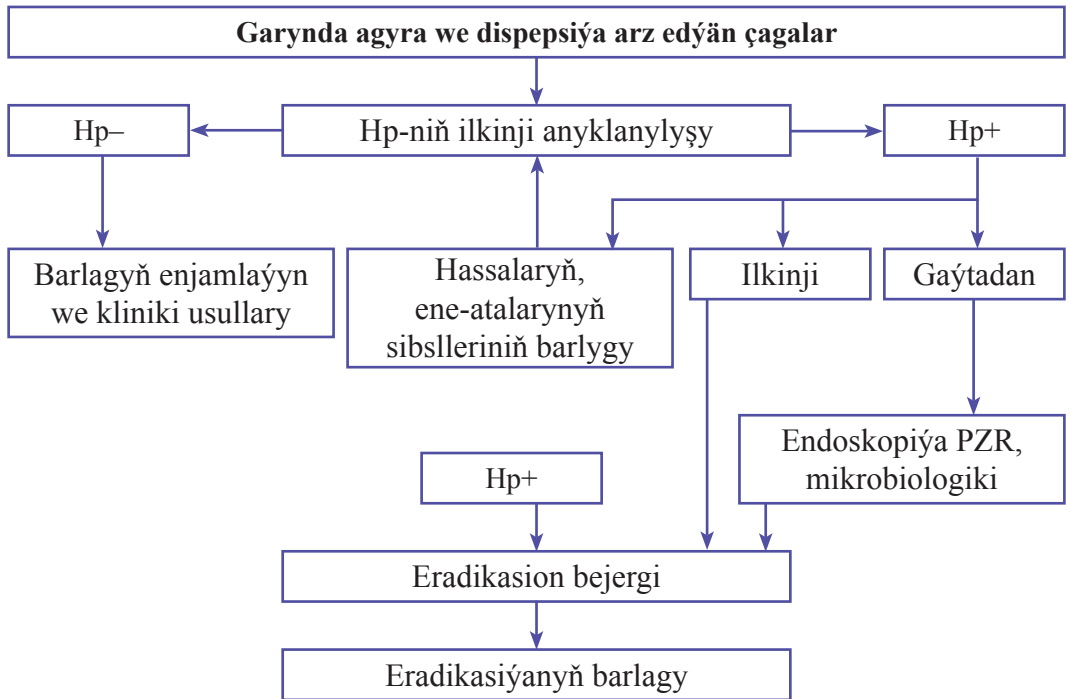 Garynda agyra we dispepsiýa arz edýän çagalar
Hp–
Hp-niň ilkinji anyklanylyşy
Hp+
Barlagyň enjamlaýyn
we kliniki usullary
Hassalaryň,
ene-atalarynyň
sibslleriniň barlygy
Ilkinji
Gaýtadan
Endoskopiýa PZR,
mikrobiologiki
Hp+
Eradikasion bejergi
Eradikasiýanyň barlagy